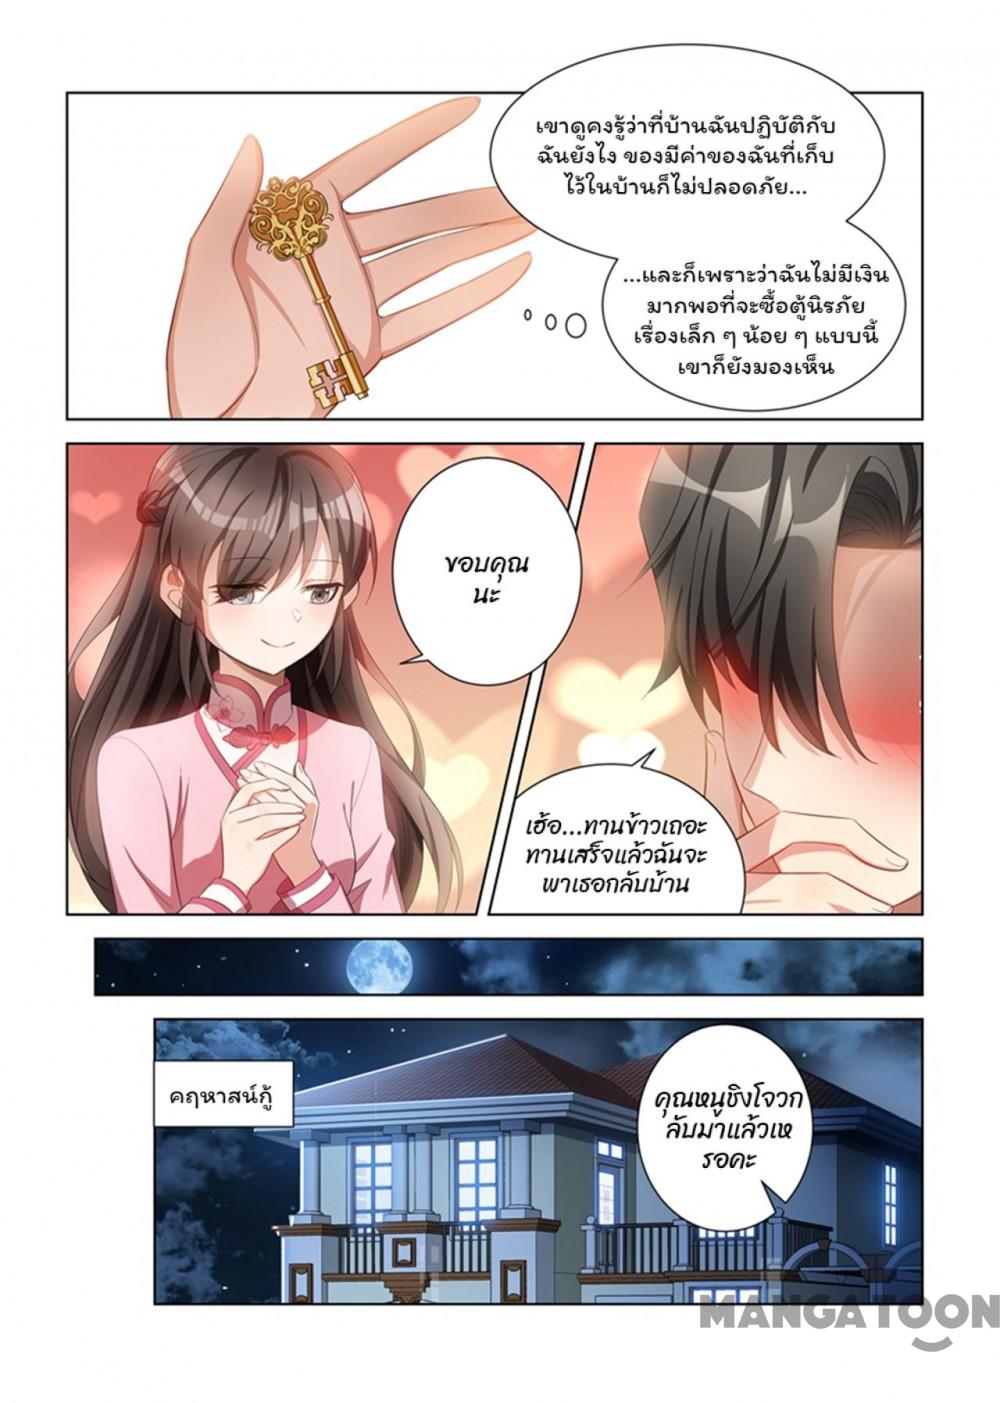 เขาดูคงรู้ว่าที่บ้านฉันปฏิบัติกับ
ฉันยังไง ของมีค่าของฉันที่เก็บ
ไว้ในบ้านก็ไม่ปลอดภัย...
...และก็เพราะว่าฉันไม่มีเงิน
มากพอที่จะซื้อตู้นิรภัย
เรื่องเล็ก ๆ น้อย ๆ แบบนี้
เขาก็ยังมองเห็น
ขอบคุณ
นะ
เฮ้อ...ทานข้าวเถอะ
ทานเสร็จแล้วฉันจะ
พาเธอกลับบ้าน
คฤหาสน์กู้
คุณหนูชิงโจวก
ลับมาแล้วเห
รอคะ
MANGATOON